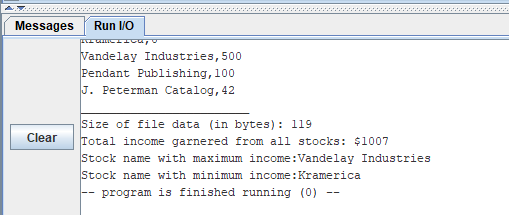 Messages Run I/O
Kramerica,0
Vandelay Industries,500
Pendant Publishing,100
J. Peterman Catalog,42
Size of file data (in bytes): 119
Total income garnered from all stocks: $1007
Stock name with maximum income:Vandelay Industries
Stock name with minimum income:Kramerica
-- program is finished running (0) --
Clear